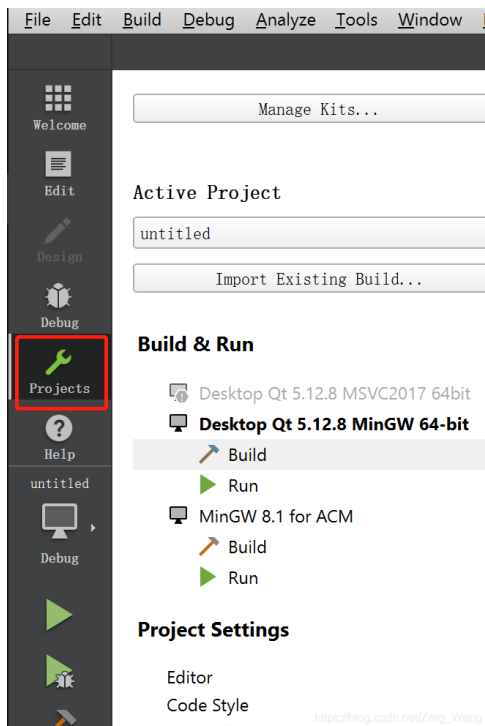 File Edit Build Debug Analyze Tools Window
Welcome
Edit
Design
Debug
Projects
Help
untitled
Debug
Manage Kits...
Active Project
untitled
Import Existing Build...
Build & Run
Desktop Qt 5.12.8 MSVC2017 64bit
Desktop Qt 5.12.8 MinGW 64-bit
Build
Run
MinGW 8.1 for ACM
Build
Run
Project Settings
Editor
Code Style
https://blog.csdn.net/Zerg_Wang